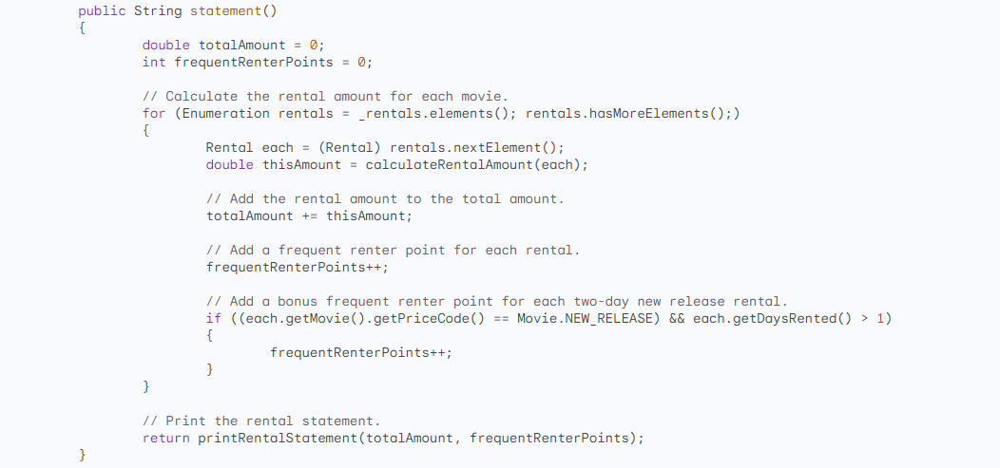 public String statement()
{
double totalAmount = 0;
int frequentRenterPoints = 0;
// Calculate the rental amount for each movie.
for (Enumeration rentals = _rentals.elements(); rentals.hasMoreElements();)
{
Rental each = (Rental) rentals.nextElement();
double thisAmount = calculateRentalAmount(each);
// Add the rental amount to the total amount.
totalAmount += thisAmount;
// Add a frequent renter point for each rental.
frequentRenterPoints++;
// Add a bonus frequent renter point for each two-day new release rental.
if ((each.getMovie().getPriceCode() == Movie.NEW_RELEASE) && each.getDaysRented() > 1)
{
frequentRenterPoints++;
}
}
// Print the rental statement.
return printRentalStatement(totalAmount, frequentRenterPoints);
}